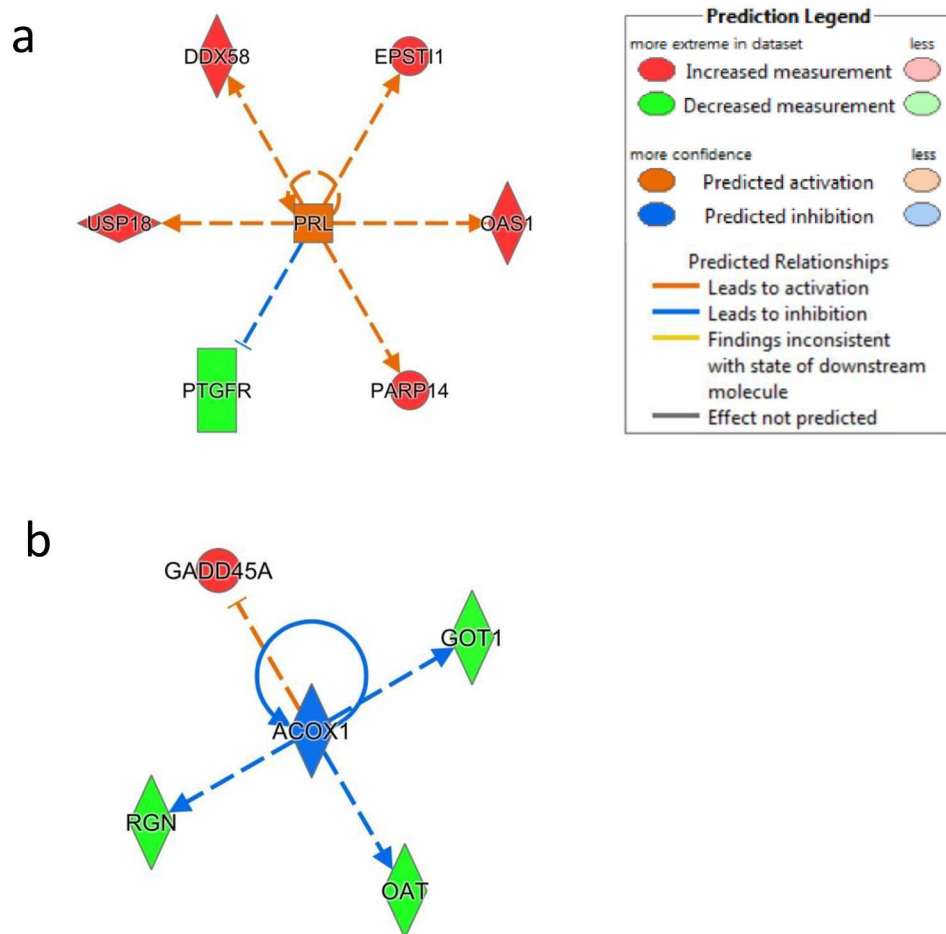 a
DDX58
EPSTI1
USP18
PRL
OAS1
PTGFR
PARP14
Prediction Legend
more extreme in dataset less
Increased measurement
Decreased measurement
more confidence less
Predicted activation
Predicted inhibition
Predicted Relationships
Leads to activation
Leads to inhibition
Findings inconsistent
with state of downstream
molecule
Effect not predicted
b
GADD45A
GOT1
ACOX1
RGN
OAT